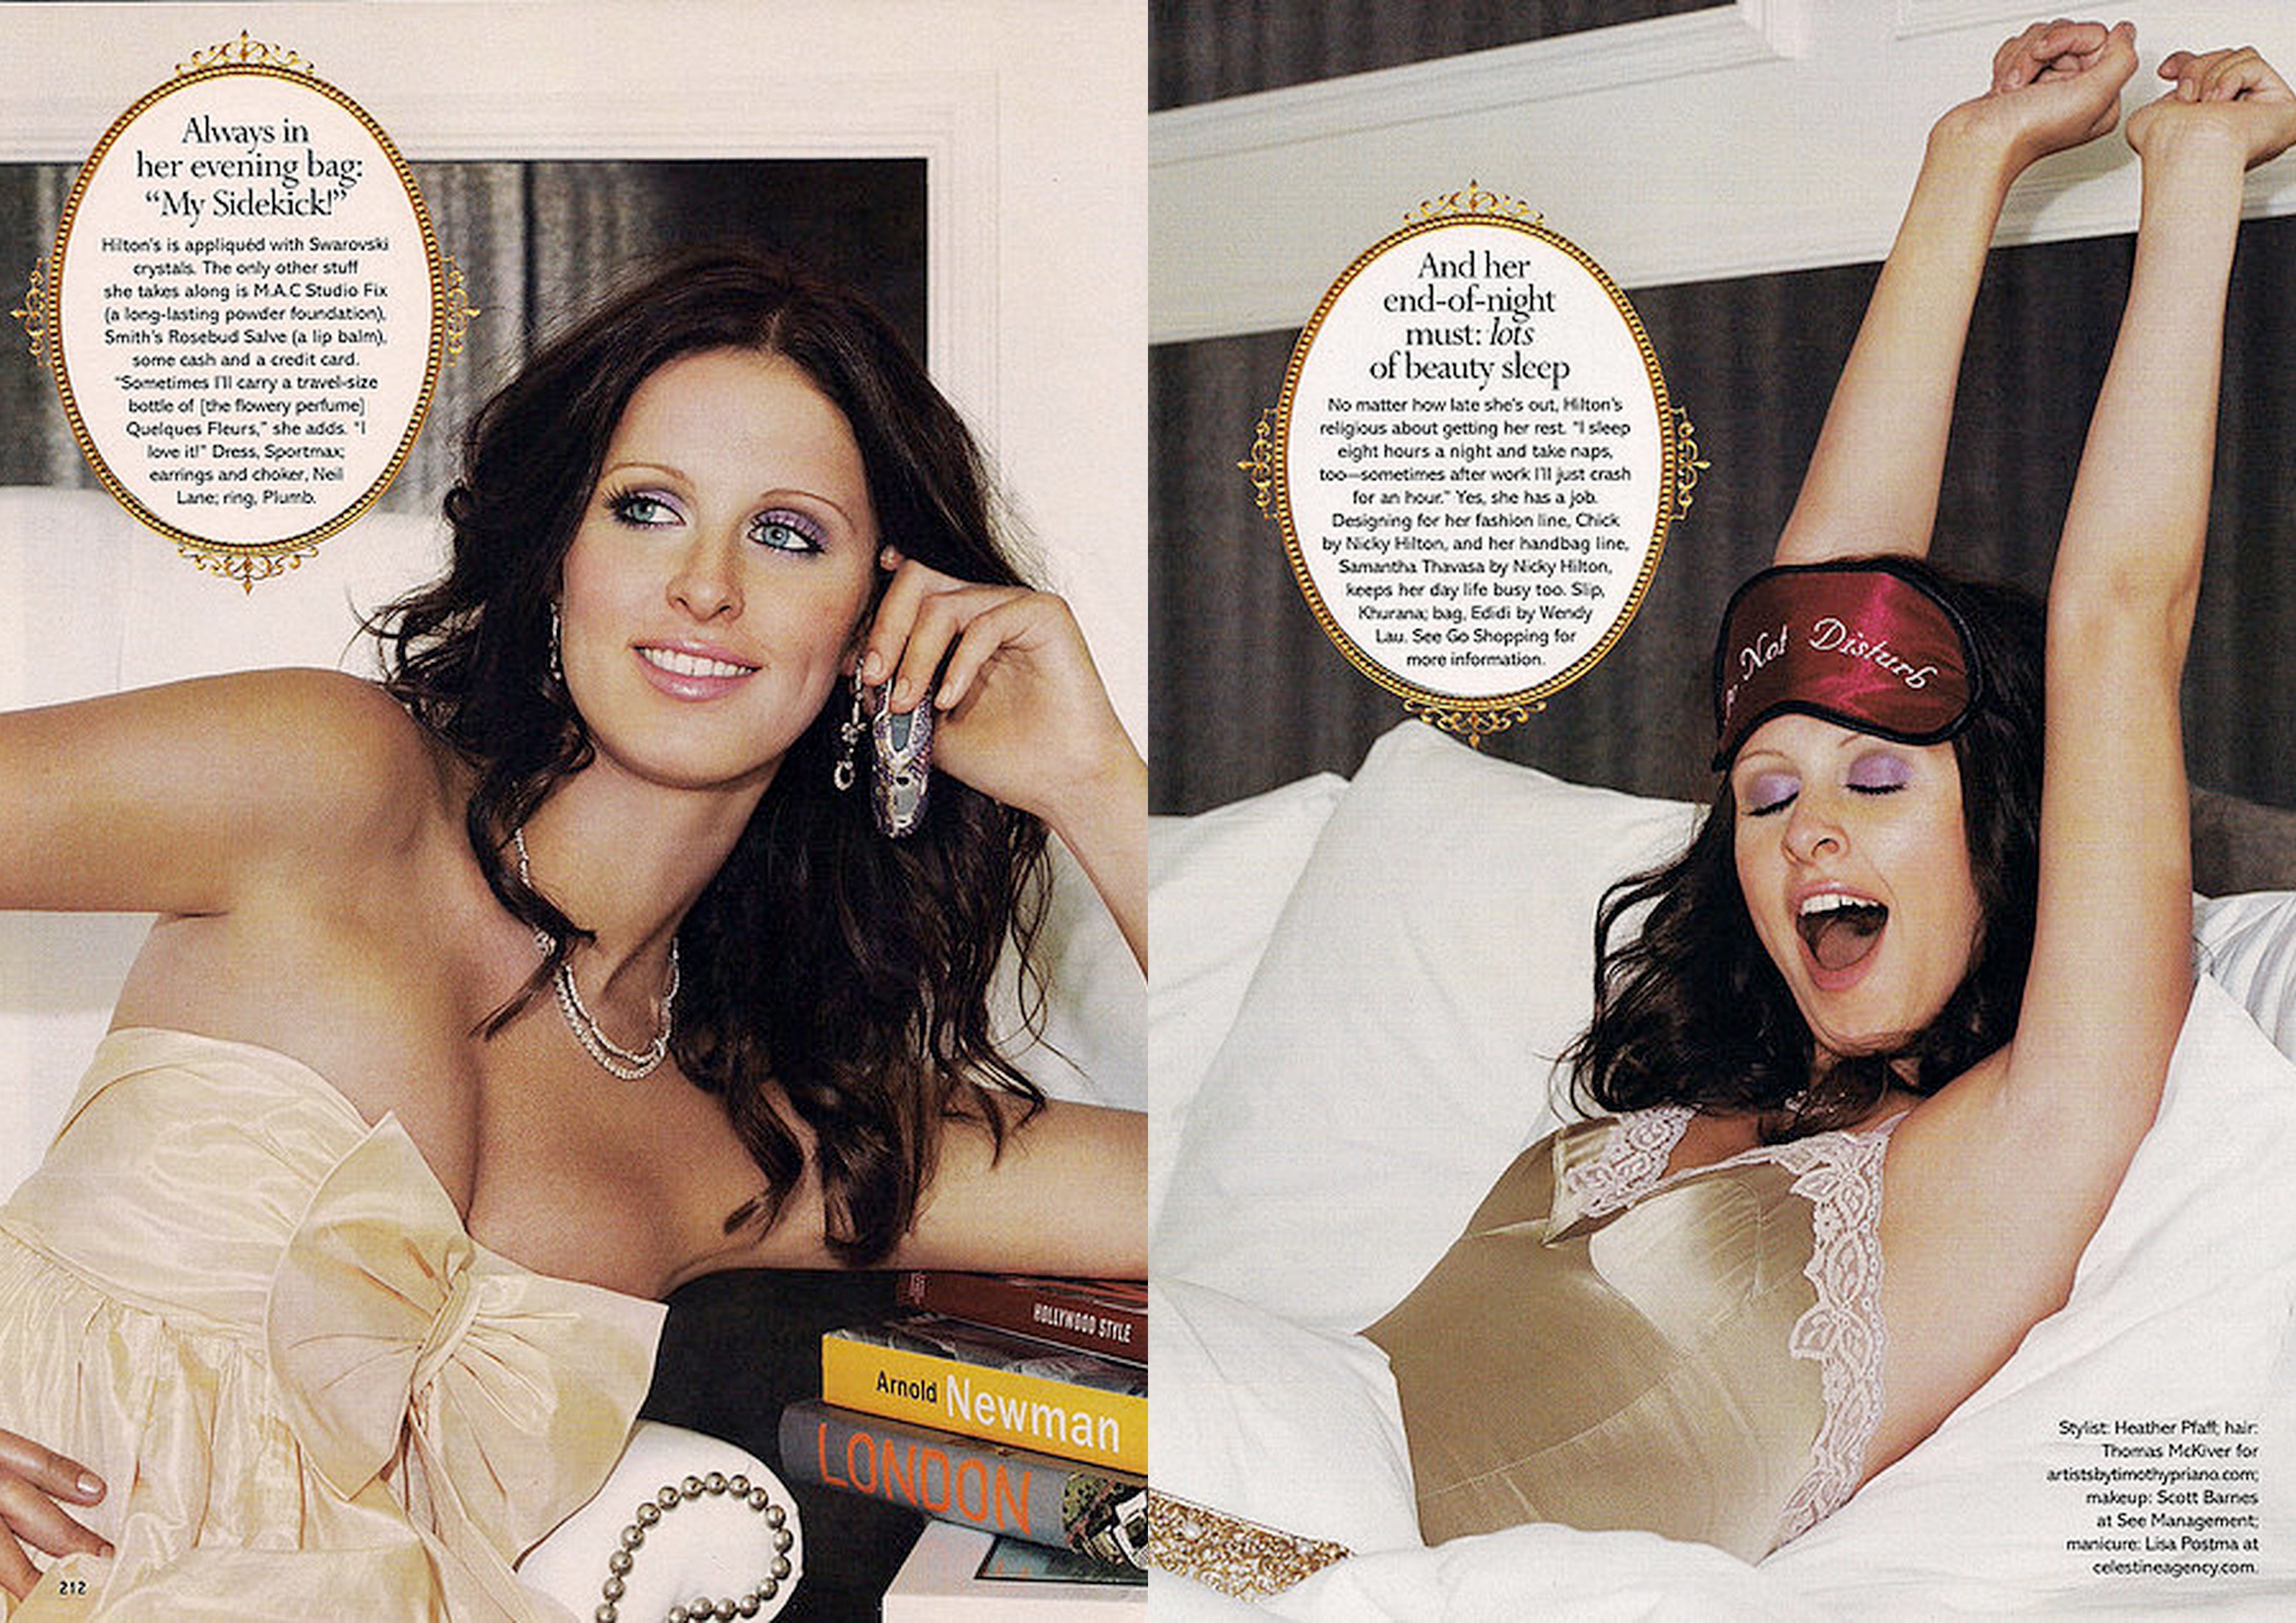 Always in
her evening bag:
“My Sidekick!”
Hilton's is appliquéd with Swarovski
crystals. The only other stuff
she takes along is M.A.C Studio Fix
(a long-lasting powder foundation),
Smith's Rosebud Salve (a lip balm),
some cash and a credit card.
“Sometimes I'll carry a travel-size
bottle of [the flowery perfume]
Quelques Fleurs,” she adds. “I
love it!” Dress, Sportmax;
earrings and choker, Neil
Lane; ring, Plumb.
HOLLYWOOD STYLE
Arnold Newman
LONDON
212
And her
end-of-night
must: lots
of beauty sleep
No matter how late she's out, Hilton's
religious about getting her rest. “I sleep
eight hours a night and take naps,
too—sometimes after work I'll just crash
for an hour.” Yes, she has a job.
Designing for her fashion line, Chick
by Nicky Hilton, and her handbag line,
Samantha Thavasa by Nicky Hilton,
keeps her day life busy too. Slip,
Khurana; bag, Edidi by Wendy
Lau. See Go Shopping for
more information.
Not Disturb
Stylist: Heather Pfaff; hair:
Thomas McKiver for
artistsbytimothypriano.com;
makeup: Scott Barnes
at See Management;
manicure: Lisa Postma at
celestineagency.com.